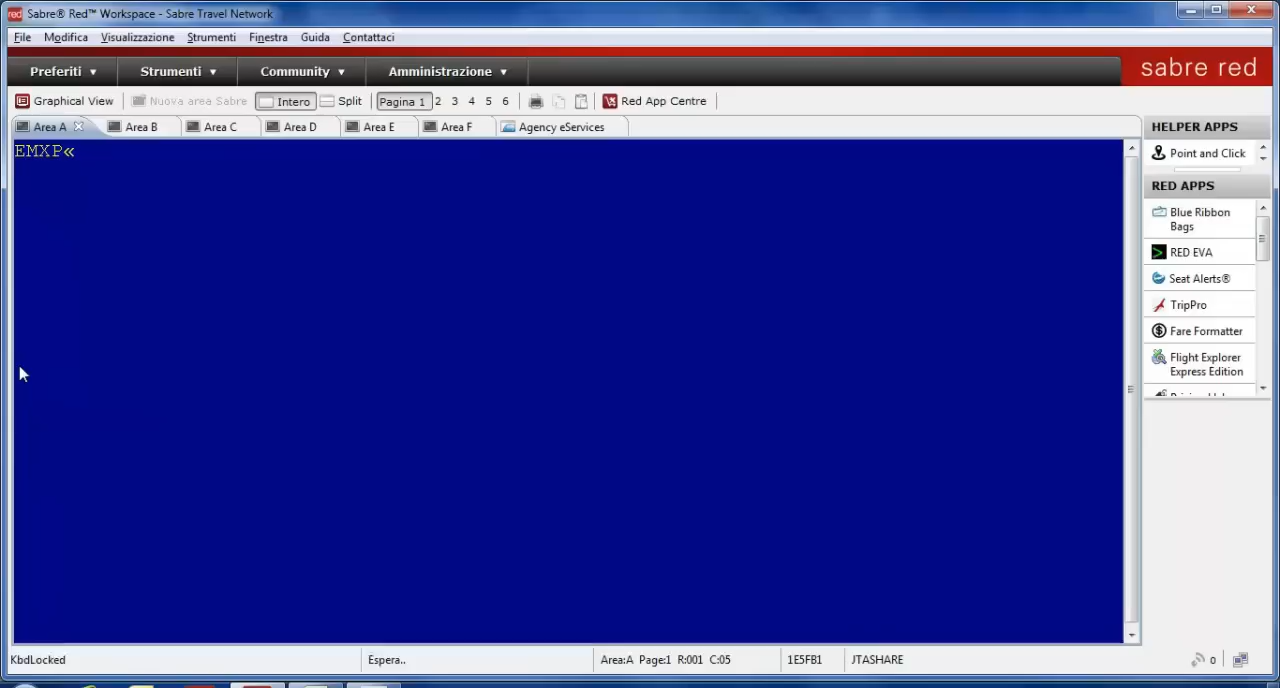 red Sabre® Red™ Workspace - Sabre Travel Network
File Modifica Visualizzazione Strumenti Finestra Guida Contattaci
Preferiti Strumenti Community Amministrazione sabre red
Graphical View Nuova area Sabre Intero Split Pagina 1 2 3 4 5 6 Red App Centre
Area A Area B Area C Area D Area E Area F Agency eServices HELPER APPS
EMXP«
Point and Click
RED APPS
Blue Ribbon
Bags
RED EVA
Seat Alerts®
TripPro
Fare Formatter
Flight Explorer
Express Edition
KbdLocked Espera.. Area:A Page:1 R:001 C:05 1E5FB1 JTASHARE 0